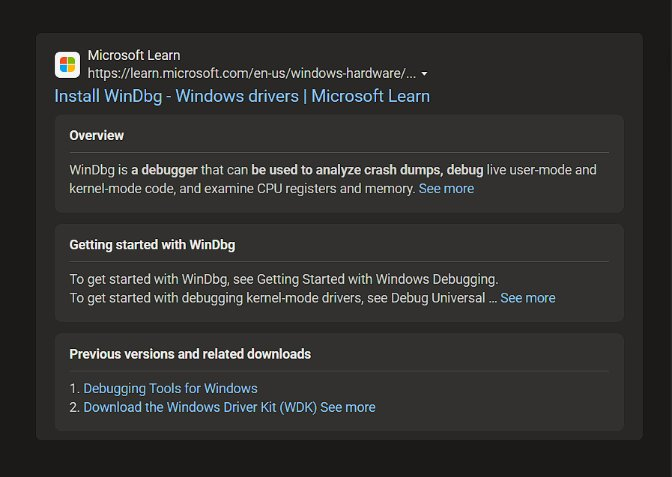 Microsoft Learn
https://learn.microsoft.com/en-us/windows-hardware/...
Install WinDbg - Windows drivers | Microsoft Learn
Overview
WinDbg is a debugger that can be used to analyze crash dumps, debug live user-mode and
kernel-mode code, and examine CPU registers and memory. See more
Getting started with WinDbg
To get started with WinDbg, see Getting Started with Windows Debugging.
To get started with debugging kernel-mode drivers, see Debug Universal ... See more
Previous versions and related downloads
1. Debugging Tools for Windows
2. Download the Windows Driver Kit (WDK) See more